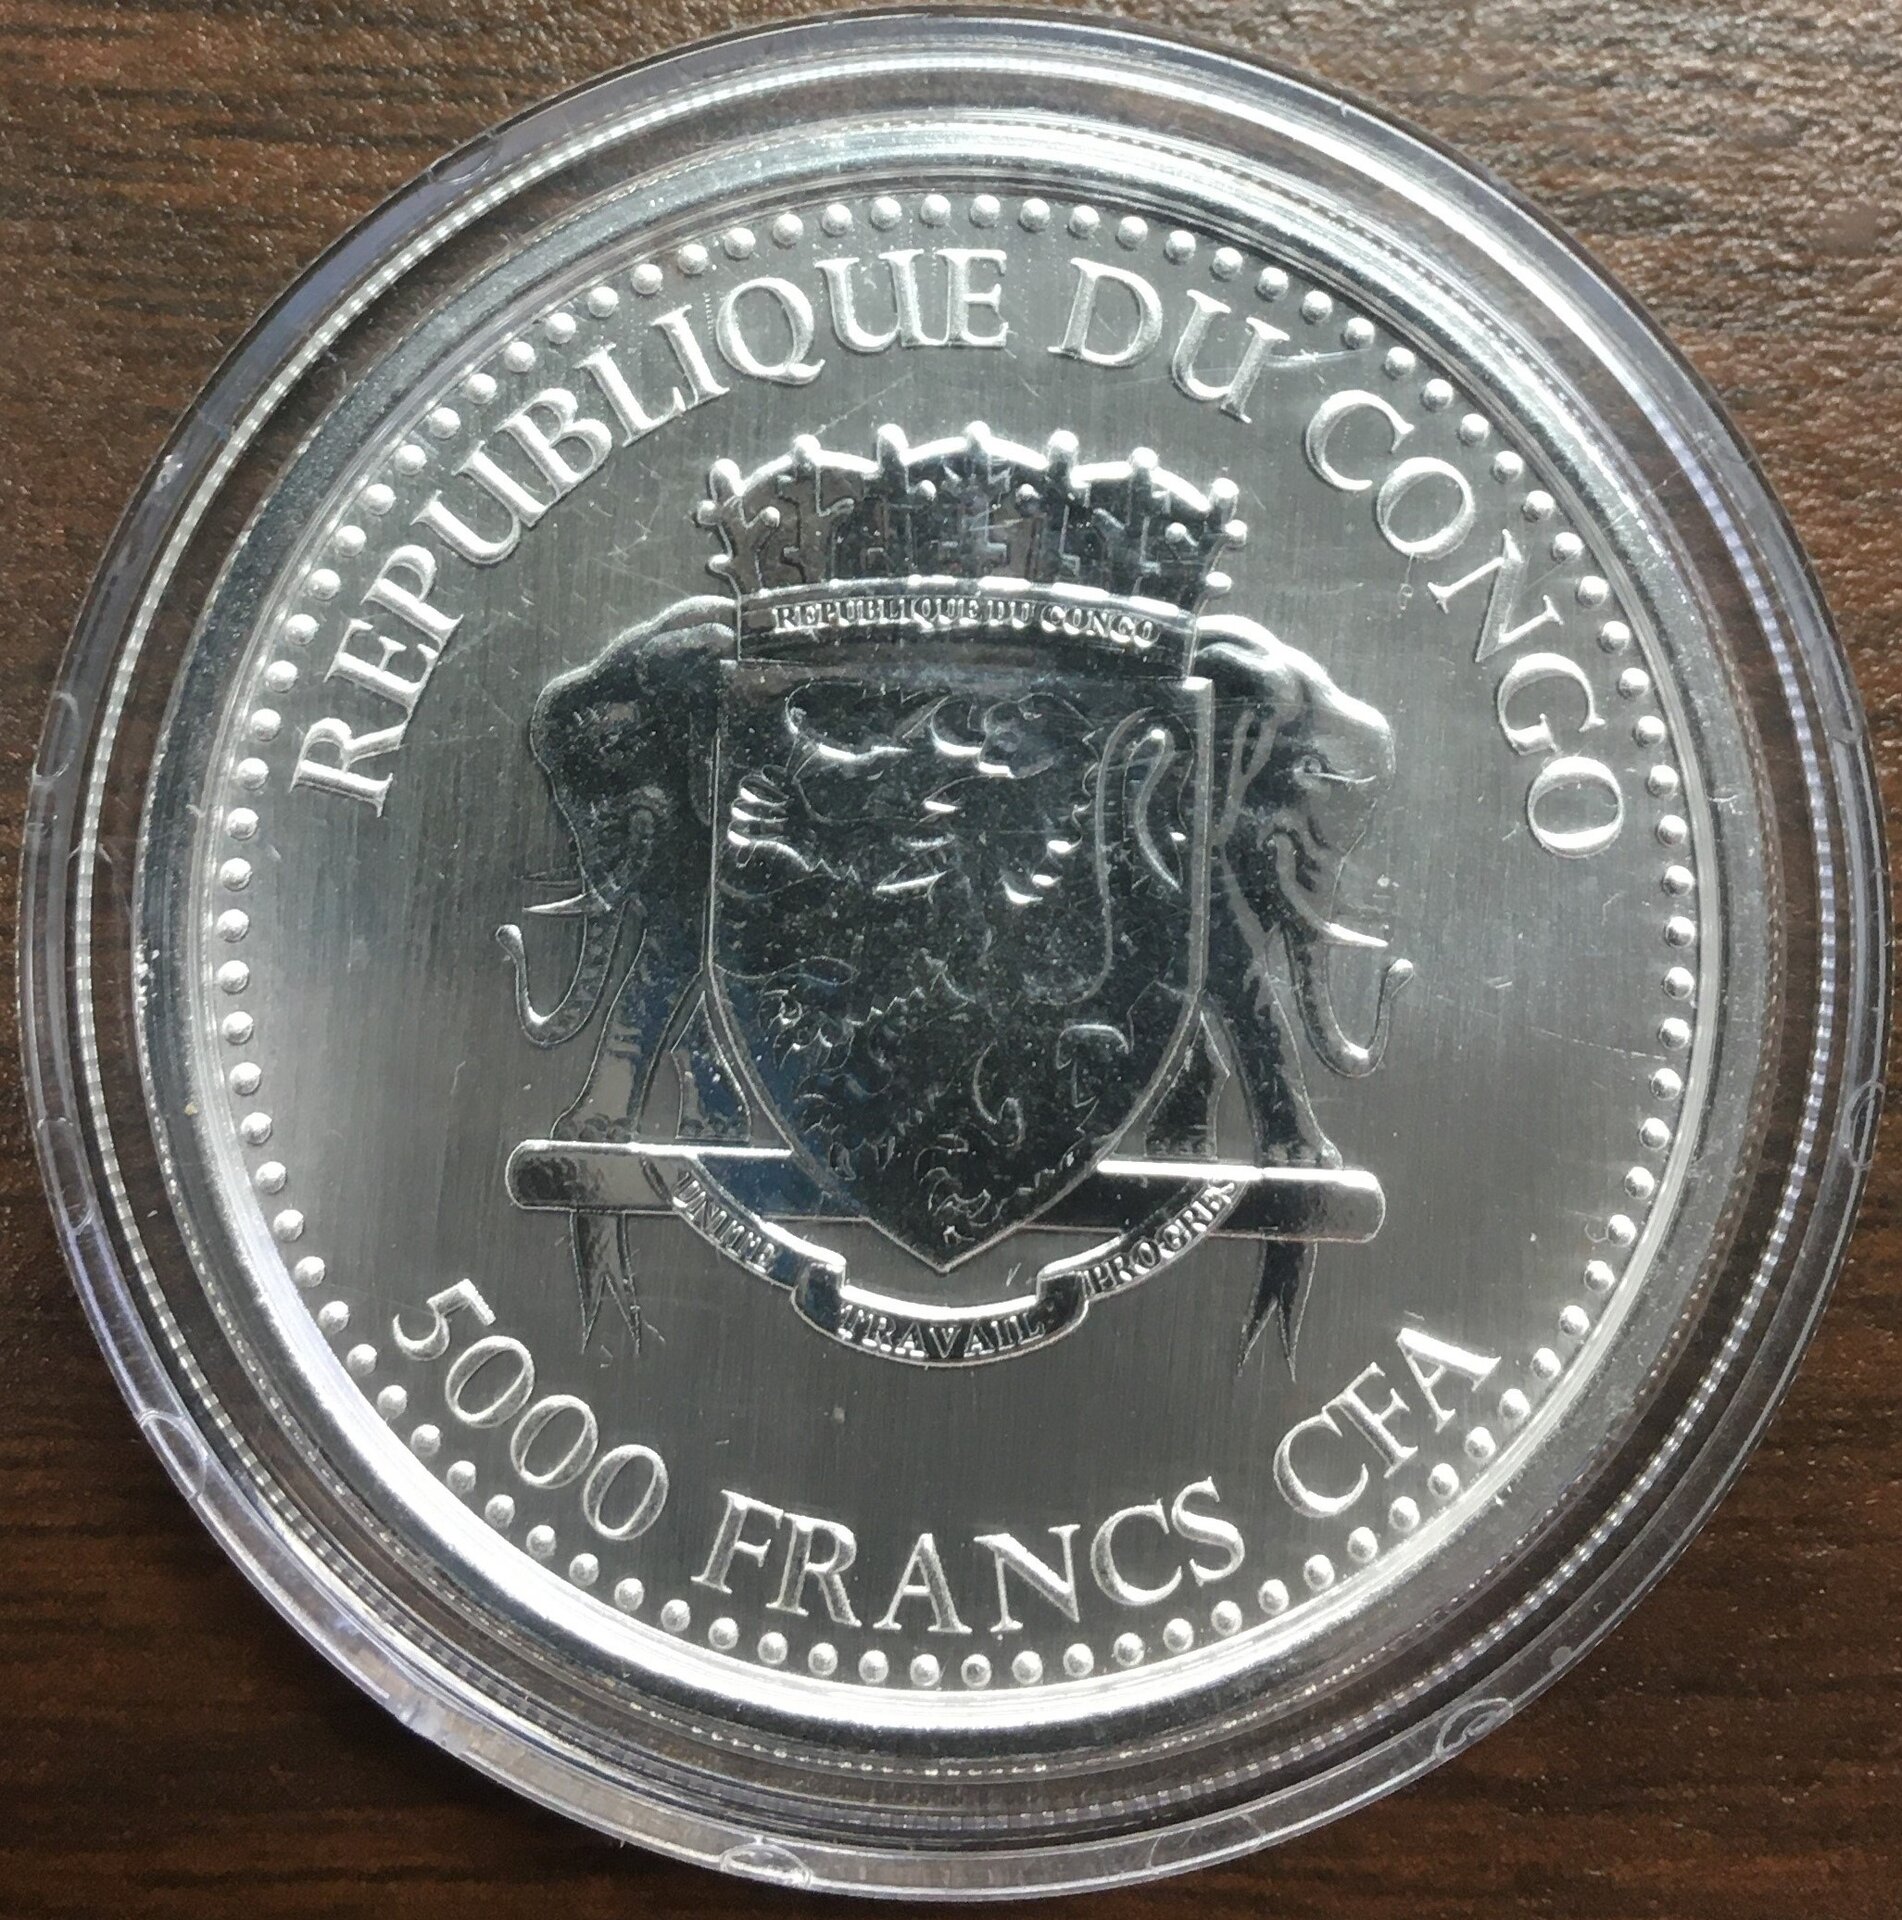 REPUBLIQUE DU CONGO
REPUBLIQUE DU CONGO
UNITE TRAVAIL PROGRES
5000 FRANCS CFA